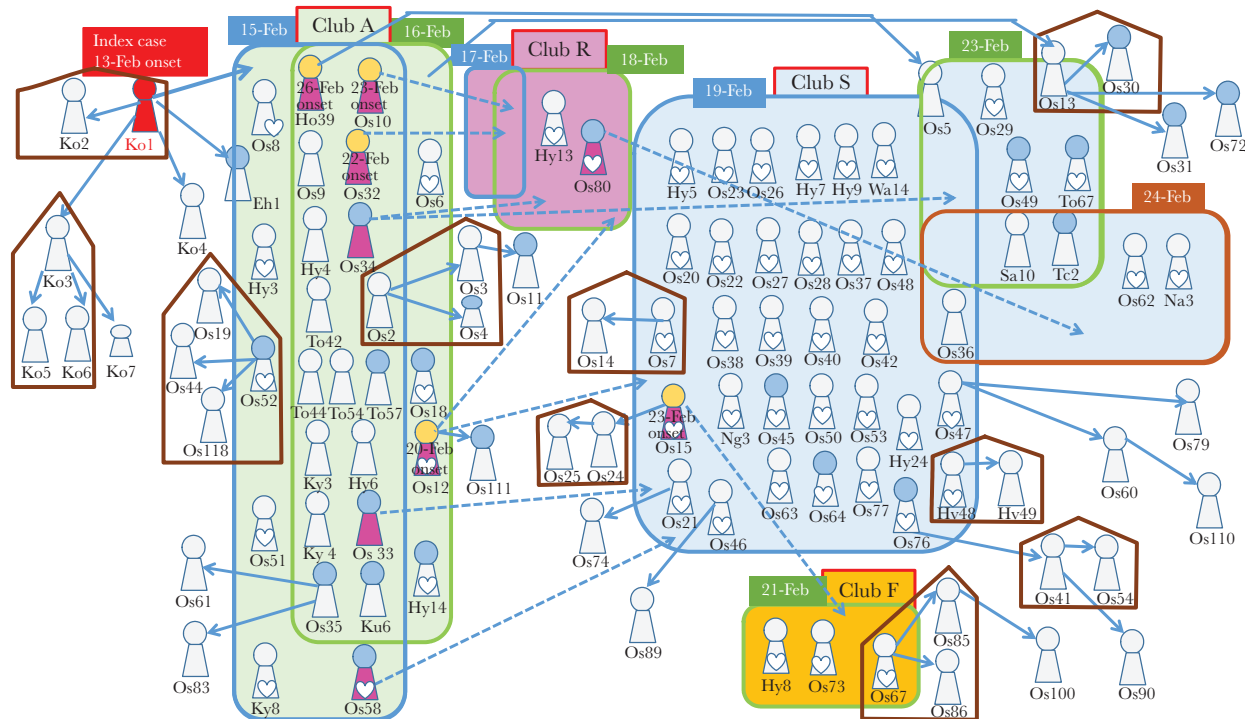 Index case
13-Feb onset
15-Feb
Club A
16-Feb
17-Feb
Club R
18-Feb
19-Feb
Club S
23-Feb
24-Feb
21-Feb
Club F
Ko2
Ko1
Ko4
Eh1
Ko3
Ko5
Ko6
Ko7
Os19
Os44
Os52
Os118
Os61
Os83
Os8
Hy3
Os51
Ky8
26-Feb
onset
Ho39
23-Feb
onset
Os10
Os9
22-Feb
onset
Os32
Os6
Hy4
Os34
To42
Os2
Os3
Os4
Os11
To44
To54
To57
Os18
Ky3
Hy6
20-Feb
onset
Os12
Os111
Ky 4
Os 33
Os35
Ku6
Hy14
Os58
Hy13
Os80
Hy5
Os23
Os26
Hy7
Hy9
Wa14
Os20
Os22
Os27
Os28
Os37
Os48
Os14
Os7
Os38
Os39
Os40
Os42
Os36
23-Feb
onset
Os15
Ng3
Os45
Os50
Os53
Hy24
Os47
Os25
Os24
Os21
Os46
Os63
Os64
Os77
Os76
Hy48
Hy49
Os74
Os89
Os5
Os29
Os13
Os30
Os31
Os72
Os49
To67
Sa10
Tc2
Os62
Na3
Os79
Os60
Os110
Os41
Os54
Os90
Os100
Hy8
Os73
Os67
Os85
Os86